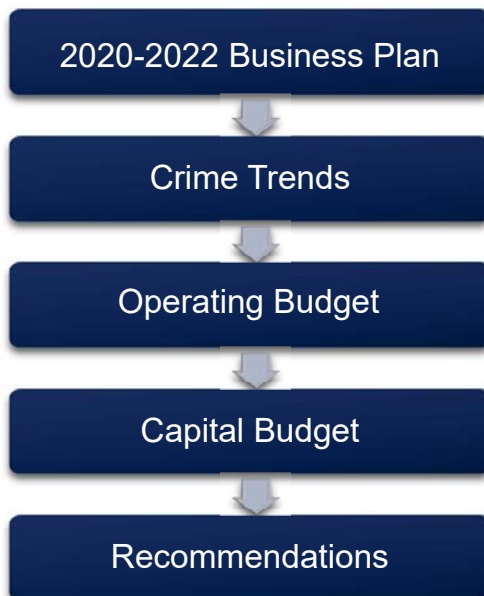 2020-2022 Business Plan
Crime Trends
Operating Budget
Capital Budget
Recommendations